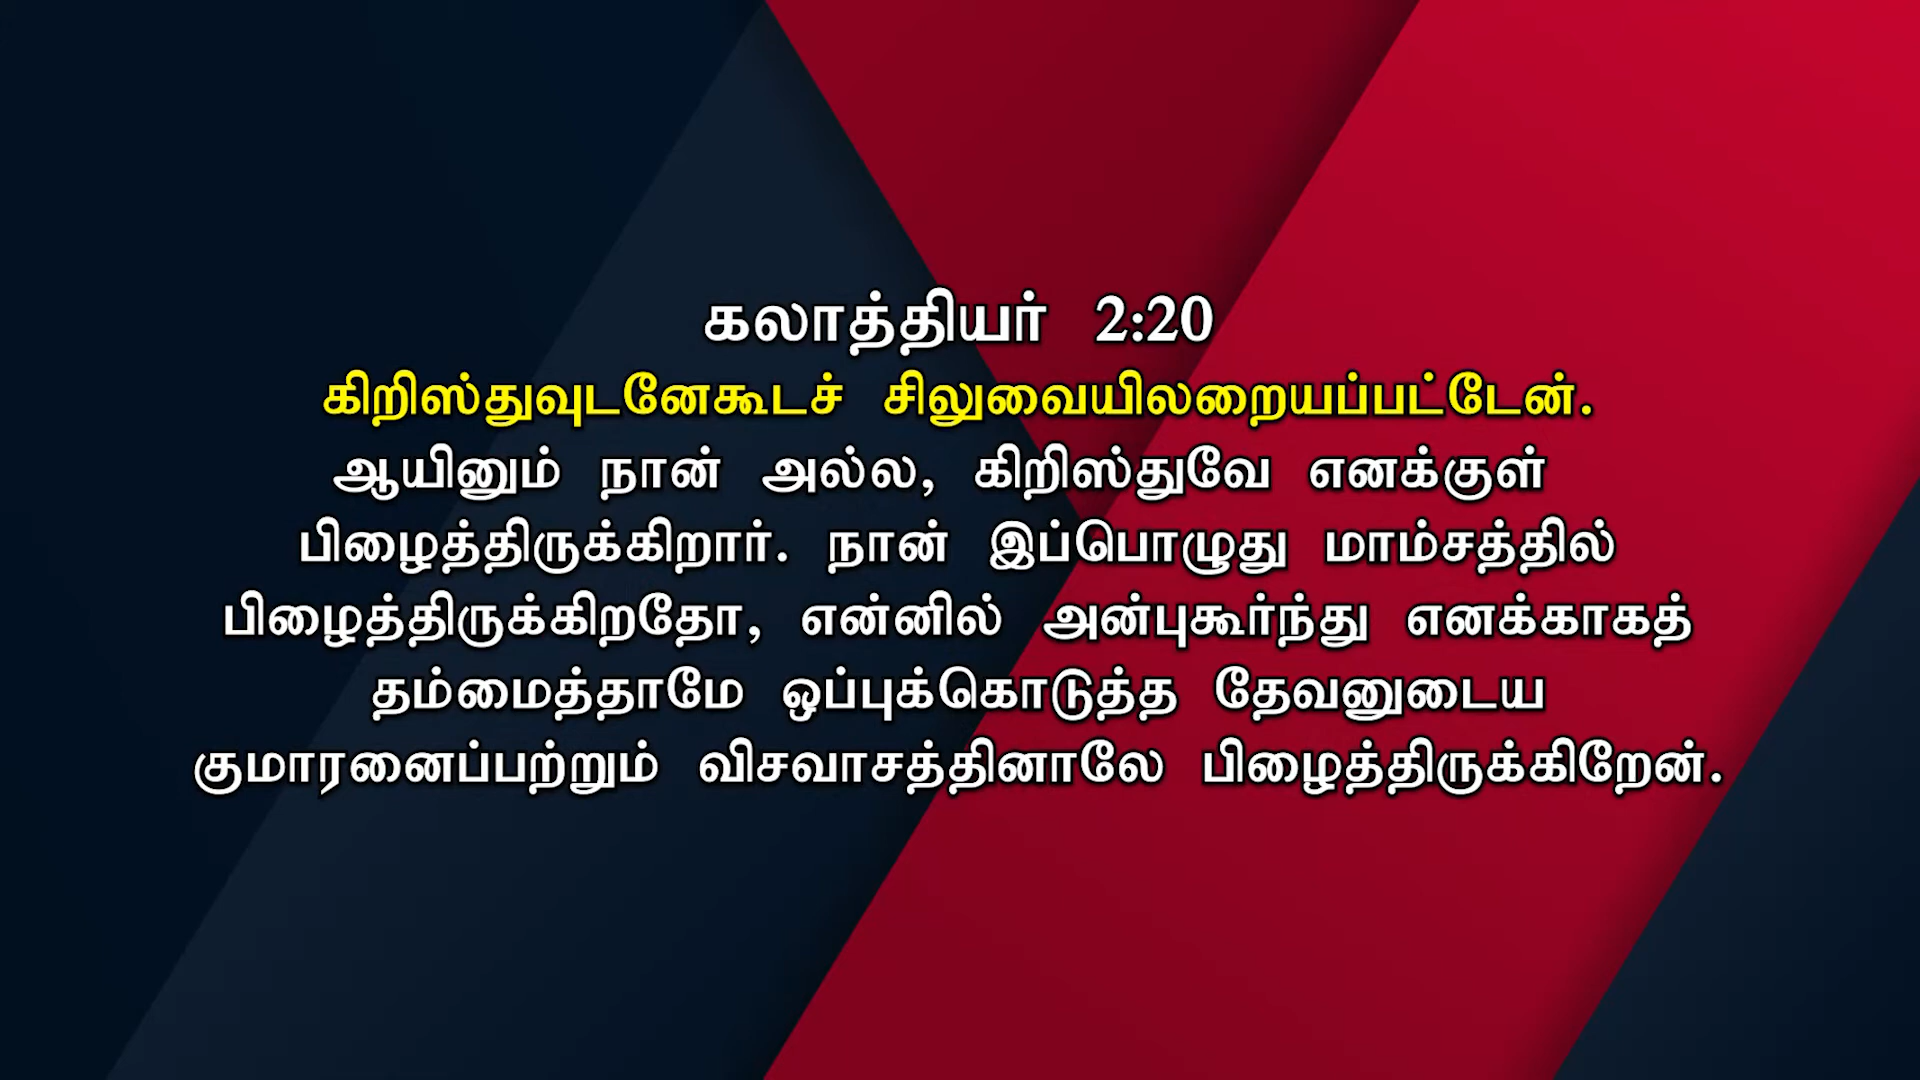 கலாத்தியர் 2:20
கிறிஸ்துவுடனேகூடச் சிலுவையிலறையப்பட்டேன்.
ஆயினும் நான் அல்ல, கிறிஸ்துவே எனக்குள்
பிழைத்திருக்கிறார். நான் இப்பொழுது மாம்சத்தில்
பிழைத்திருக்கிறதோ, என்னில் அன்புகூர்ந்து எனக்காகத்
தம்மைத்தாமே ஒப்புக்கொடுத்த தேவனுடைய
குமாரனைப்பற்றும் விசவாசத்தினாலே பிழைத்திருக்கிறேன்.